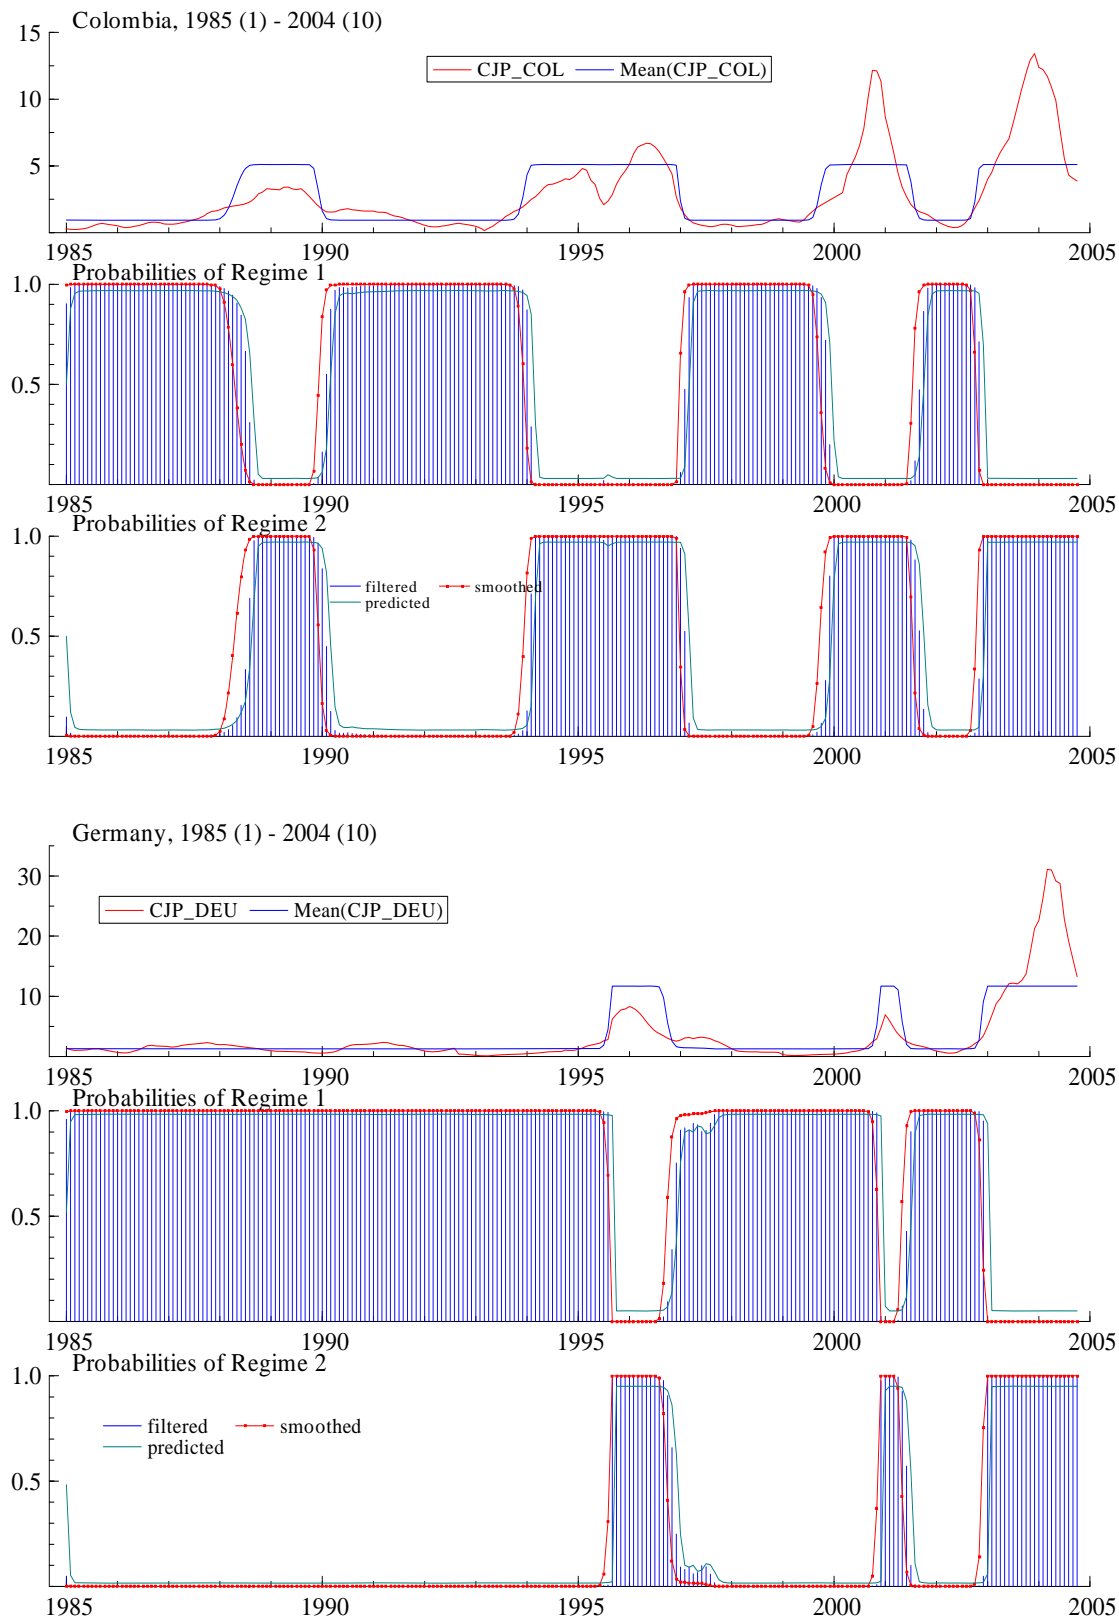 Colombia, 1985 (1) - 2004 (10)
15
CJP_COL Mean(CJP_COL)
10
5
1985 1990 1995 2000 2005
Probabilities of Regime 1
1.0
0.5
1985 1990 1995 2000 2005
Probabilities of Regime 2
1.0
filtered smoothed
predicted
0.5
1985 1990 1995 2000 2005
Germany, 1985 (1) - 2004 (10)
30
CJP_DEU Mean(CJP_DEU)
20
10
1985 1990 1995 2000 2005
Probabilities of Regime 1
1.0
0.5
1985 1990 1995 2000 2005
Probabilities of Regime 2
1.0
filtered smoothed
predicted
0.5
1985 1990 1995 2000 2005